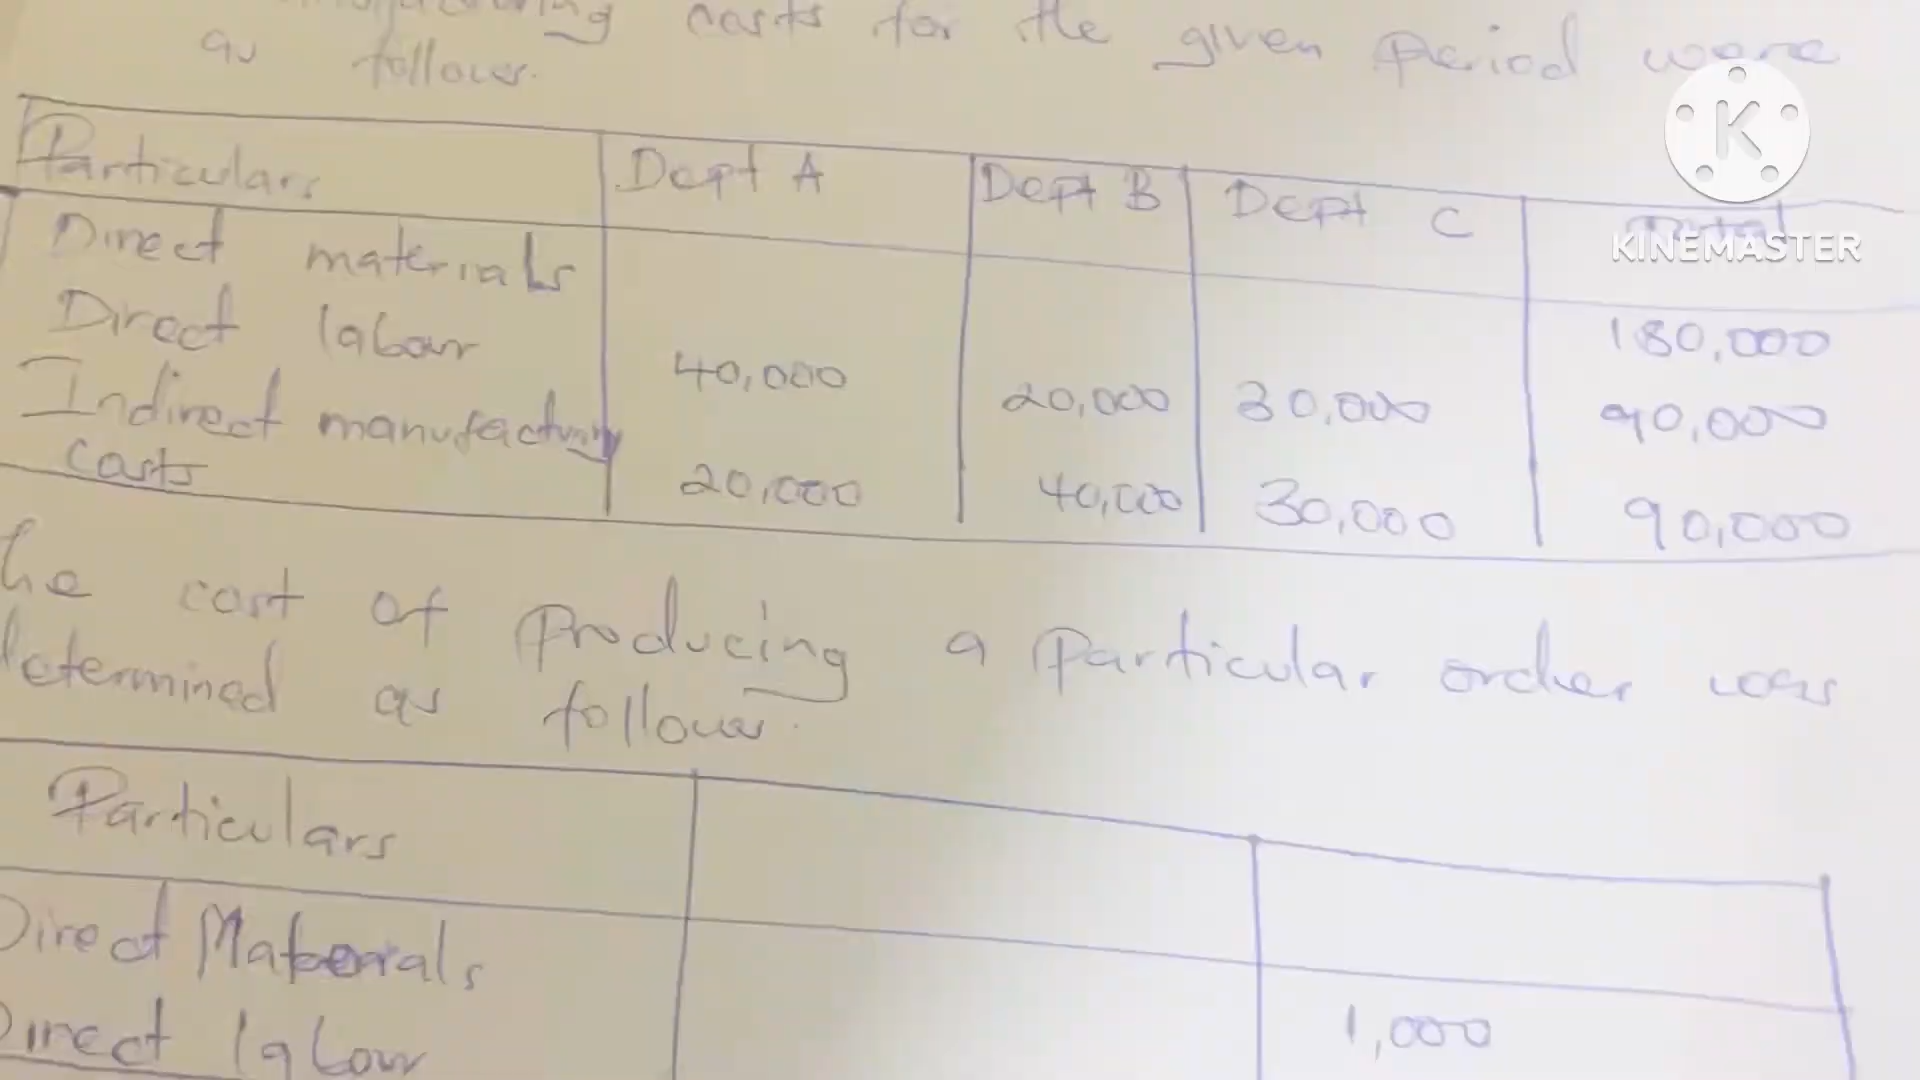 costs for the given period were
as follows.
Particulars Dept A Dept B Dept C Total
Direct materials 180,000
Direct labour 40,000 20,000 30,000 90,000
Indirect manufacturing
costs 20,000 40,000 30,000 90,000
he cost of producing a particular order was
determined as follows.
Particulars
Direct Materials 1,000
Direct labour
K
KINEMASTER